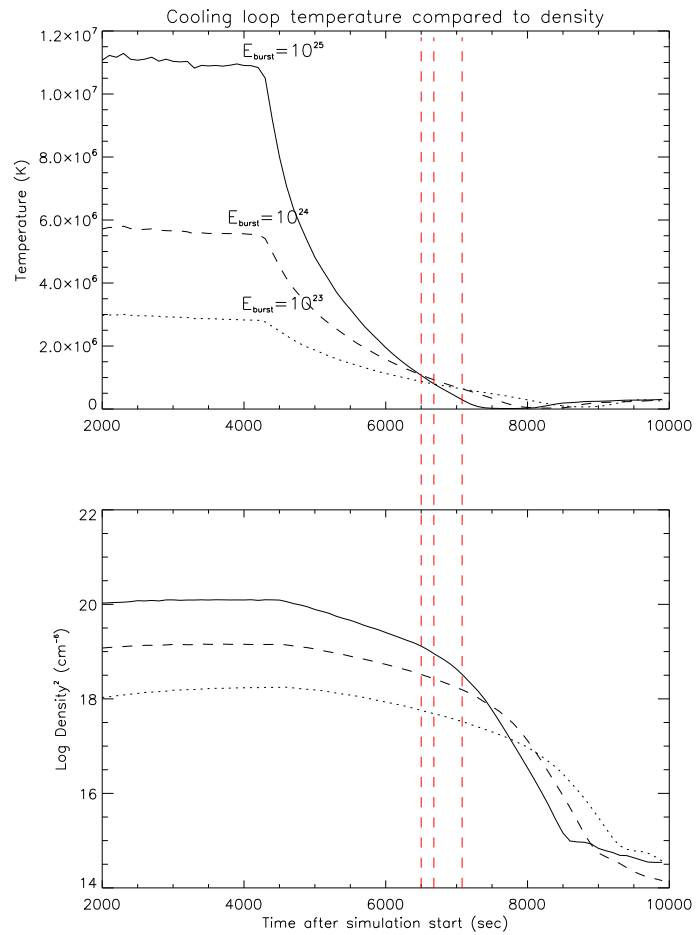 Cooling loop temperature compared to density
1.2×10⁷
1.0×10⁷
8.0×10⁶
6.0×10⁶
4.0×10⁶
2.0×10⁶
0
Temperature (K)
E_burst=10²⁵
E_burst=10²⁴
E_burst=10²³
2000 4000 6000 8000 10000
22
20
18
16
14
Log Density² (cm⁻⁶)
2000 4000 6000 8000 10000
Time after simulation start (sec)